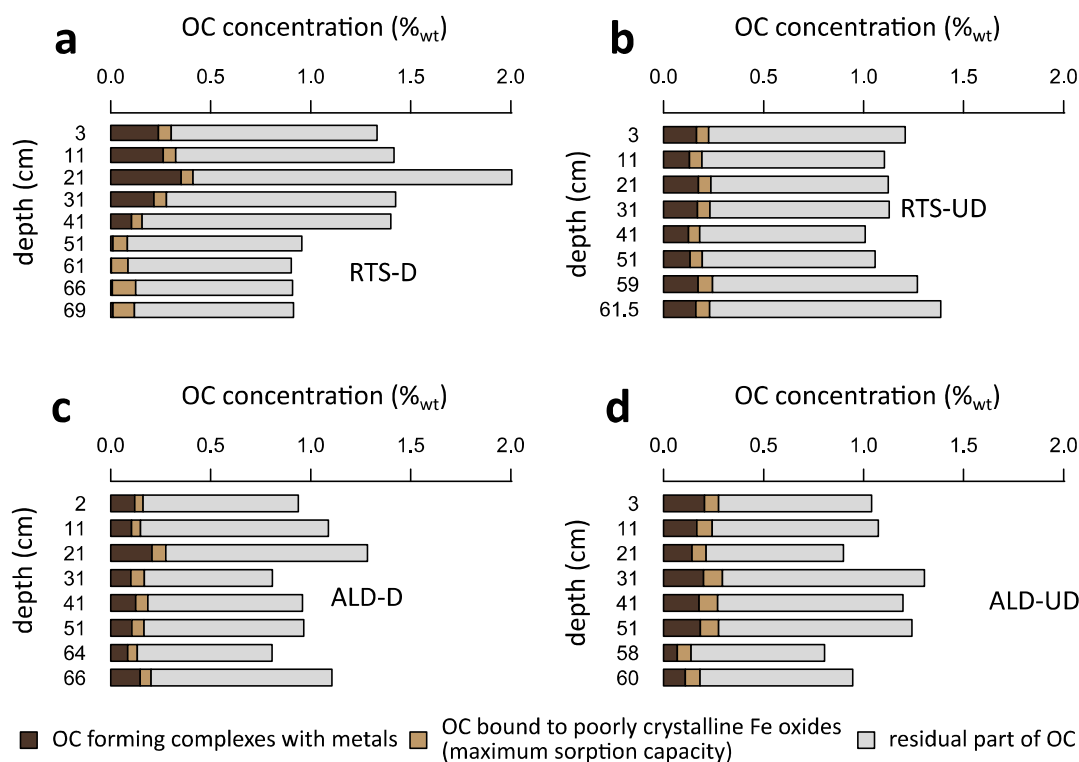 a
OC concentration (%wt)
0.0 0.5 1.0 1.5 2.0
depth (cm)
3
11
21
31
41
51
61
66
69
RTS-D
b
OC concentration (%wt)
0.0 0.5 1.0 1.5 2.0
depth (cm)
3
11
21
31
41
51
59
61.5
RTS-UD
c
OC concentration (%wt)
0.0 0.5 1.0 1.5 2.0
depth (cm)
2
11
21
31
41
51
64
66
ALD-D
d
OC concentration (%wt)
0.0 0.5 1.0 1.5 2.0
depth (cm)
3
11
21
31
41
51
58
60
ALD-UD
OC forming complexes with metals
OC bound to poorly crystalline Fe oxides
(maximum sorption capacity)
residual part of OC